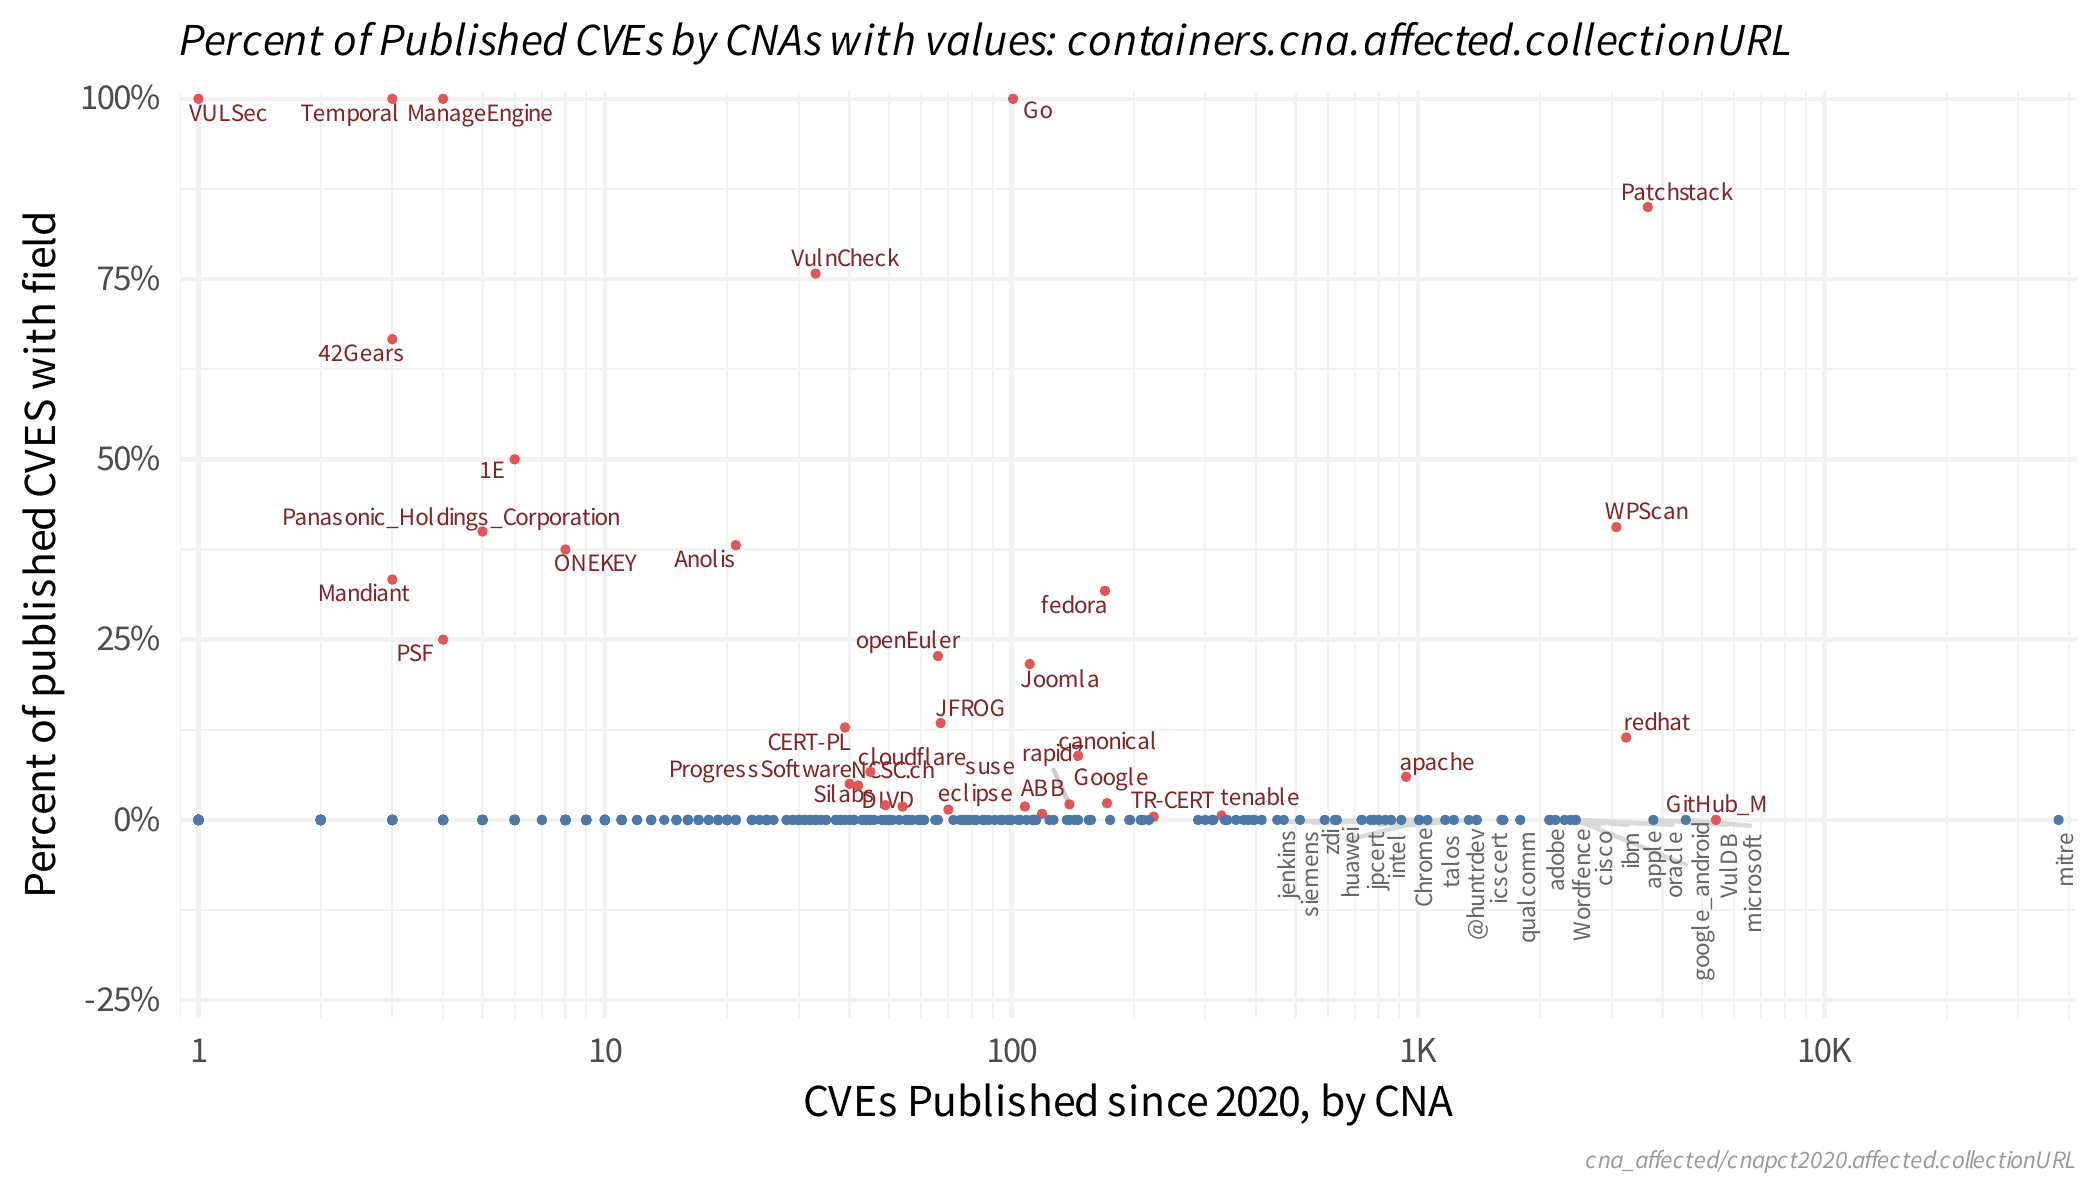 Percent of Published CVEs by CNAs with values: containers.cna.affected.collectionURL
Percent of published CVES with field
100%
75%
50%
25%
0%
-25%
VULSec
Temporal
ManageEngine
Go
Patchstack
VulnCheck
42Gears
1E
Panasonic_Holdings_Corporation
WPScan
ONEKEY
Anolis
Mandiant
fedora
PSF
openEuler
Joomla
JFROG
redhat
CERT-PL
canonical
rapid7
cloudflare
apache
ProgressSoftware
NCSC.ch
suse
Google
Silabs
DIVD
eclipse
ABB
TR-CERT
tenable
GitHub_M
jenkins
siemens
zdi
huawei
jpcert
intel
Chrome
talos
@huntrdev
icscert
qualcomm
adobe
Wordfence
cisco
ibm
apple
oracle
google_android
VulDB
microsoft
mitre
1
10
100
1K
10K
CVEs Published since 2020, by CNA
cna_affected/cnapct2020.affected.collectionURL